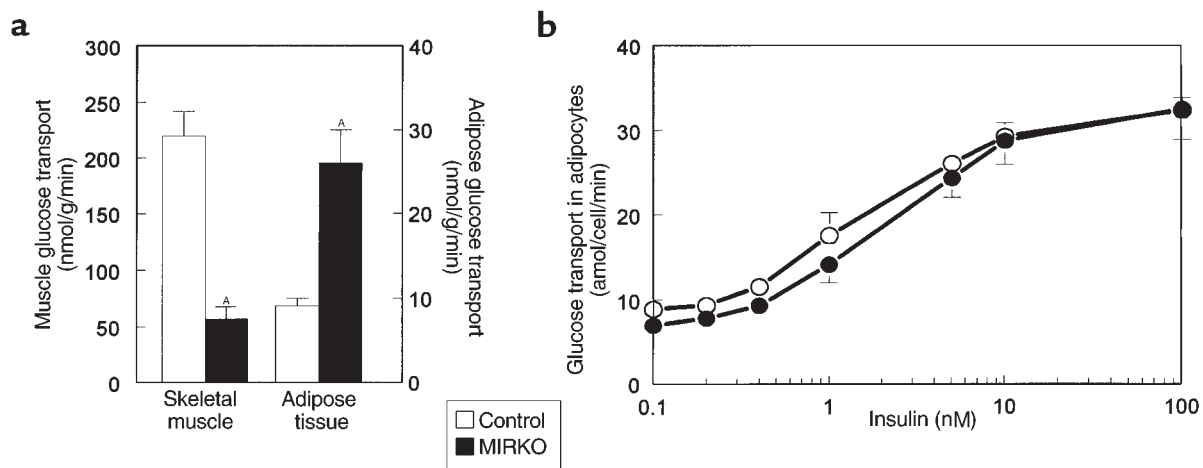 a
Muscle glucose transport
(nmol/g/min)
300
250
200
150
100
50
0
A
A
40
30
20
10
0
Adipose glucose transport
(nmol/g/min)
Skeletal
muscle
Adipose
tissue
Control
MIRKO
b
Glucose transport in adipocytes
(amol/cell/min)
40
30
20
10
0
0.1
1
10
100
Insulin (nM)